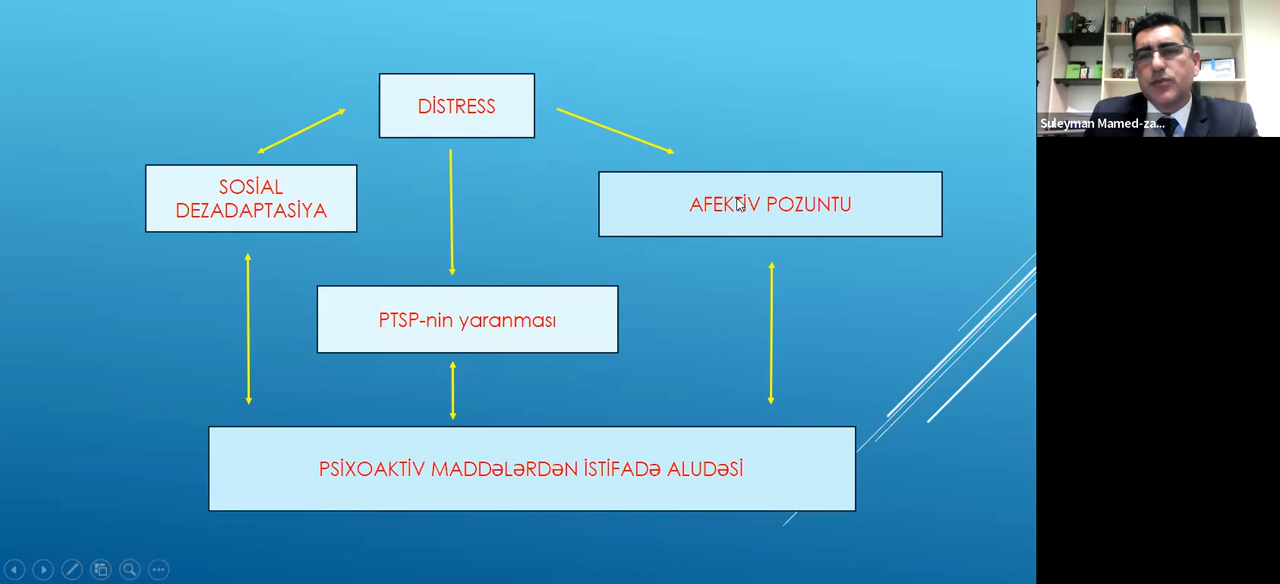 DİSTRESS
SOSİAL
DEZADAPTASİYA
AFEKTİV POZUNTU
PTSP-nin yaranması
PSİXOAKTİV MADDƏLƏRDƏN İSTİFADƏ ALUDƏSİ
Suleyman Mamed-za...